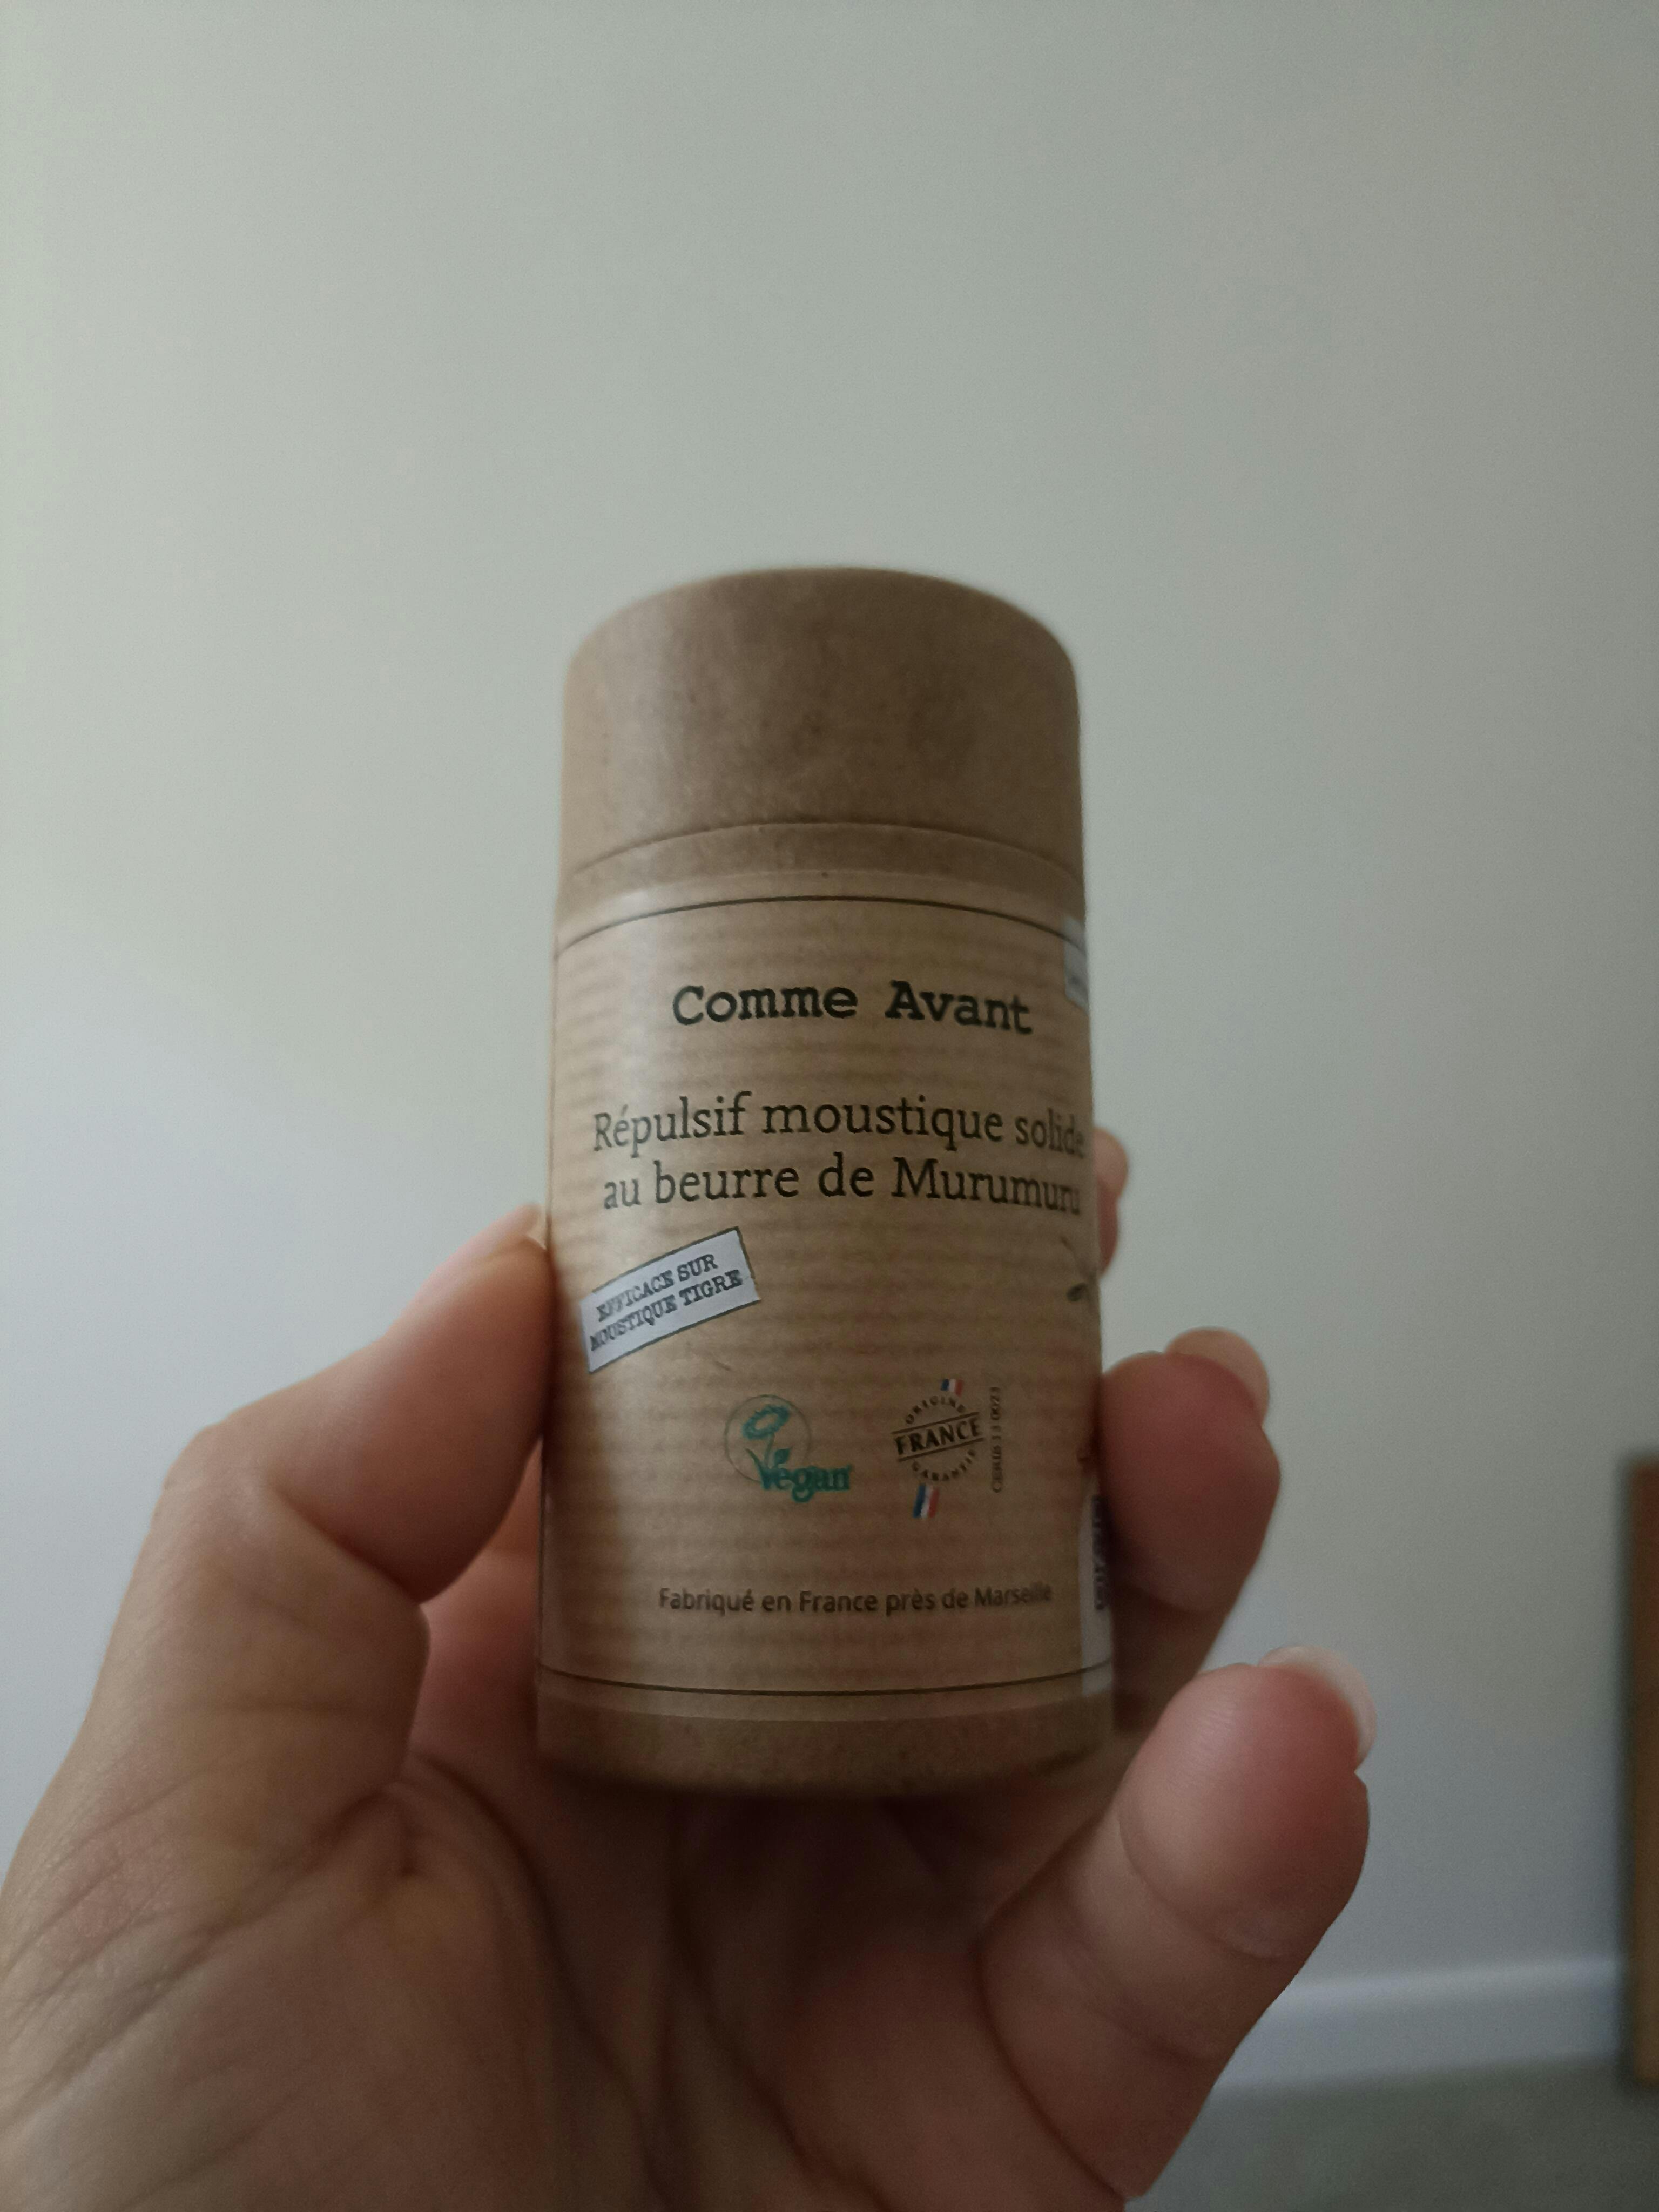 Comme Avant
Répulsif moustique solide
au beurre de Murumuru
EFFICACE SUR
MOUSTIQUE TIGRE
Végan
ORIGINE
FRANCE
GARANTIE
Fabriqué en France près de Marseille